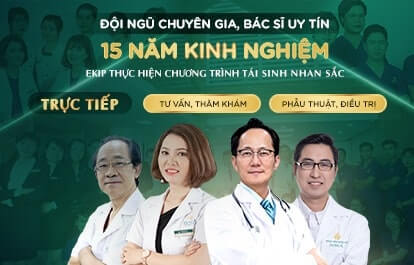 ĐỘI NGŨ CHUYÊN GIA, BÁC SĨ UY TÍN
15 NĂM KINH NGHIỆM
EKIP THỰC HIỆN CHƯƠNG TRÌNH TÁI SINH NHAN SẮC
TRỰC TIẾP
TƯ VẤN, THĂM KHÁM
PHẪU THUẬT, ĐIỀU TRỊ